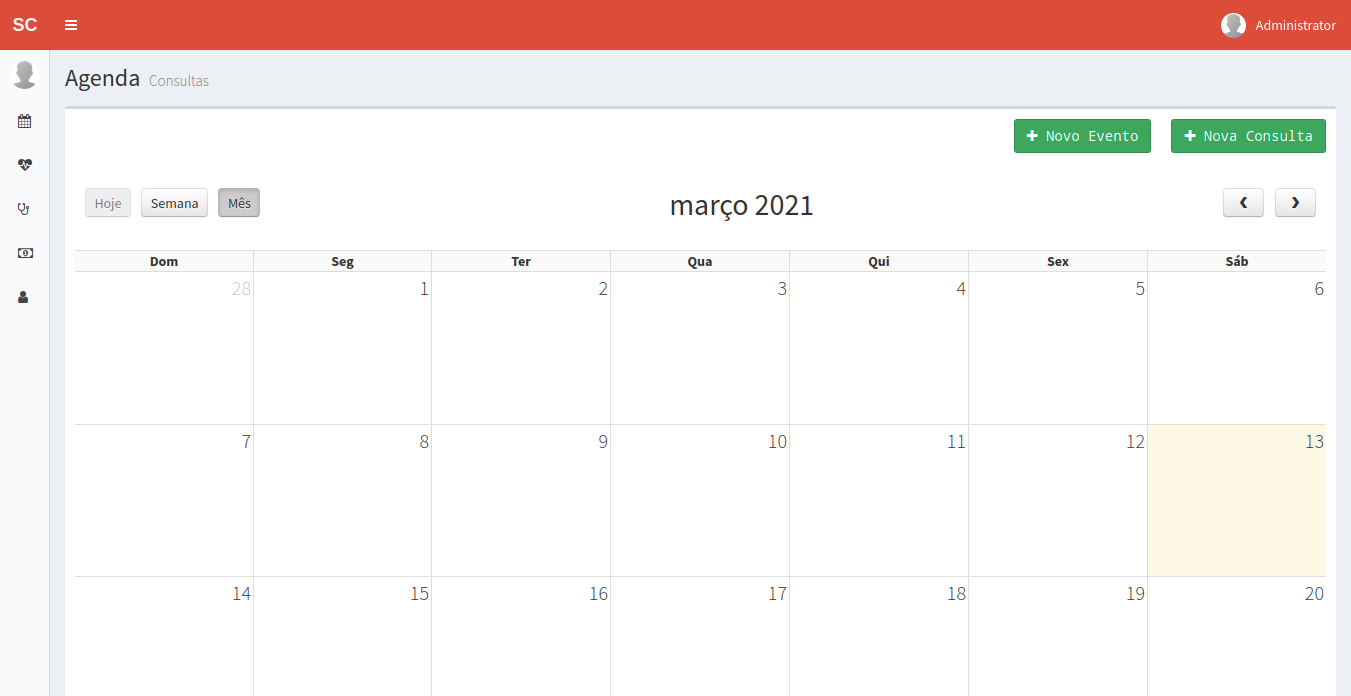 SC Administrator
Agenda Consultas
Novo Evento Nova Consulta
Hoje Semana Mês março 2021
Dom Seg Ter Qua Qui Sex Sáb
28 1 2 3 4 5 6
7 8 9 10 11 12 13
14 15 16 17 18 19 20